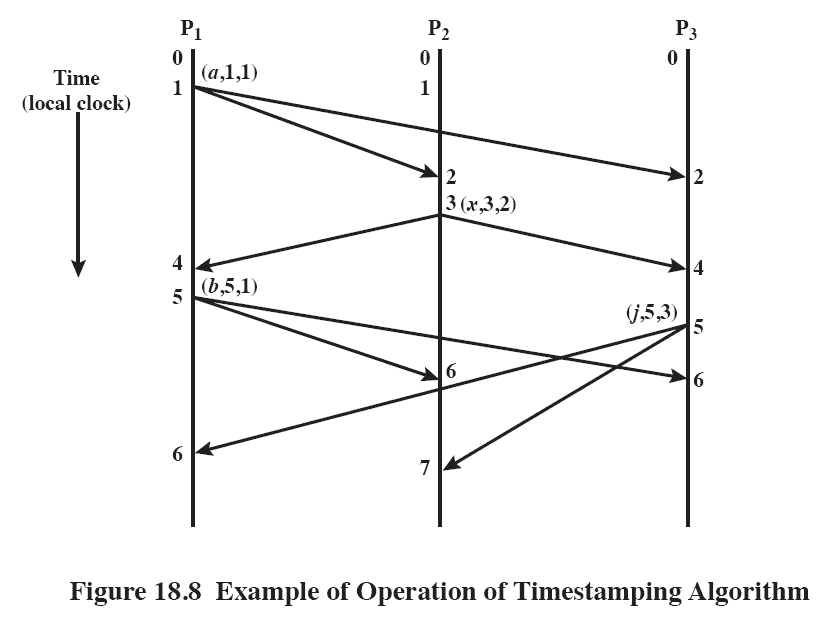 P1 P2 P3
0 0 0
Time (local clock)
1 (a,1,1) 1
2 2
3 (x,3,2)
4 4
5 (b,5,1)
(j,5,3) 5
6 6
6 7
Figure 18.8 Example of Operation of Timestamping Algorithm